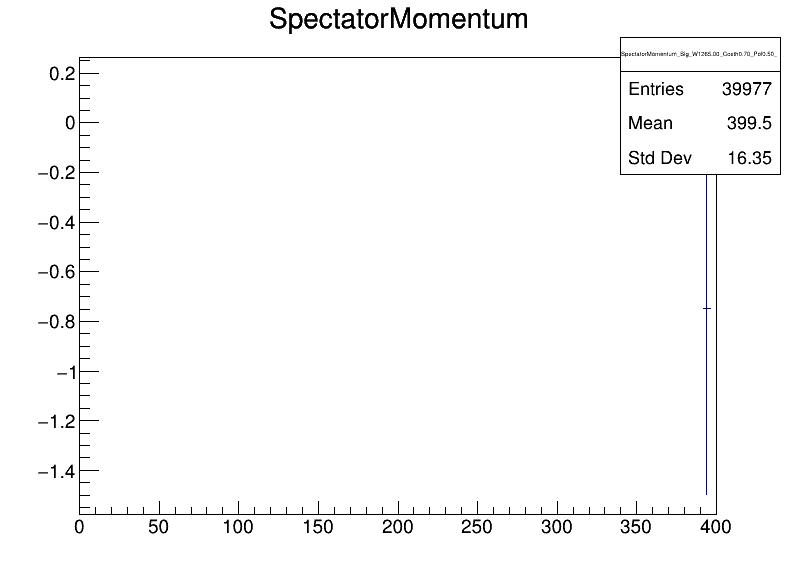 SpectatorMomentum
SpectatorMomentum_Sig_W1265.00_Costh0.70_Pol0.50_
Entries 39977
Mean 399.5
Std Dev 16.35
0.2
0
−0.2
−0.4
−0.6
−0.8
−1
−1.2
−1.4
0 50 100 150 200 250 300 350 400